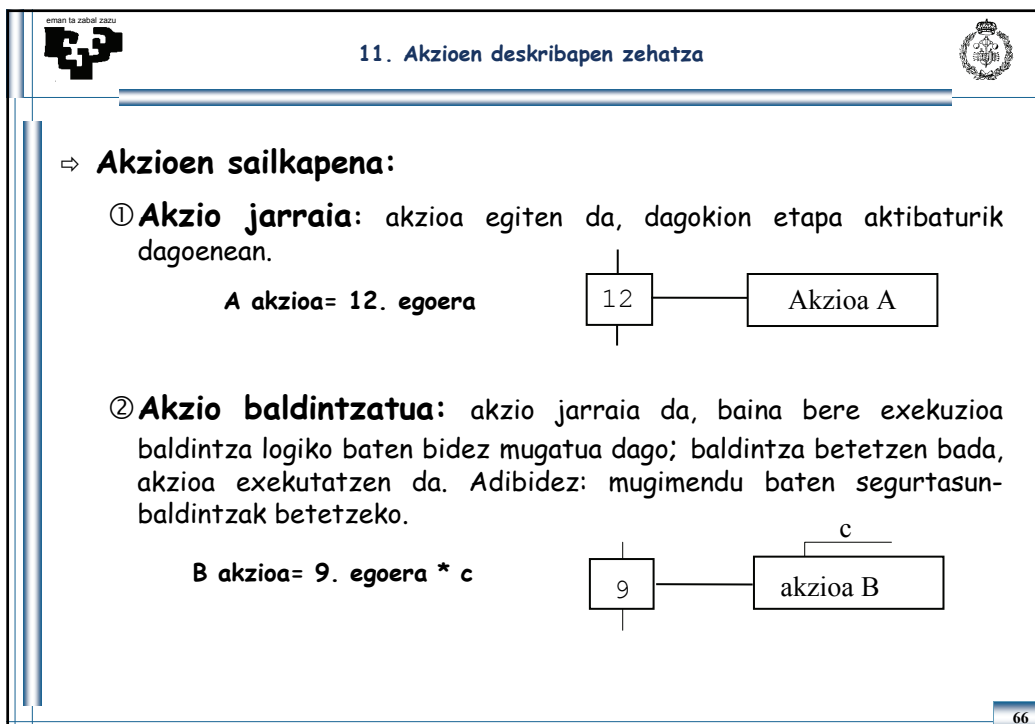 eman ta zabal zazu
11. Akzioen deskribapen zehatza
⇨ Akzioen sailkapena:
① Akzio jarraia: akzioa egiten da, dagokion etapa aktibaturik
dagoenean.
A akzioa= 12. egoera
12
Akzioa A
② Akzio baldintzatua: akzio jarraia da, baina bere exekuzioa
baldintza logiko baten bidez mugatua dago; baldintza betetzen bada,
akzioa exekutatzen da. Adibidez: mugimendu baten segurtasun-
baldintzak betetzeko.
c
B akzioa= 9. egoera * c
9
akzioa B
66